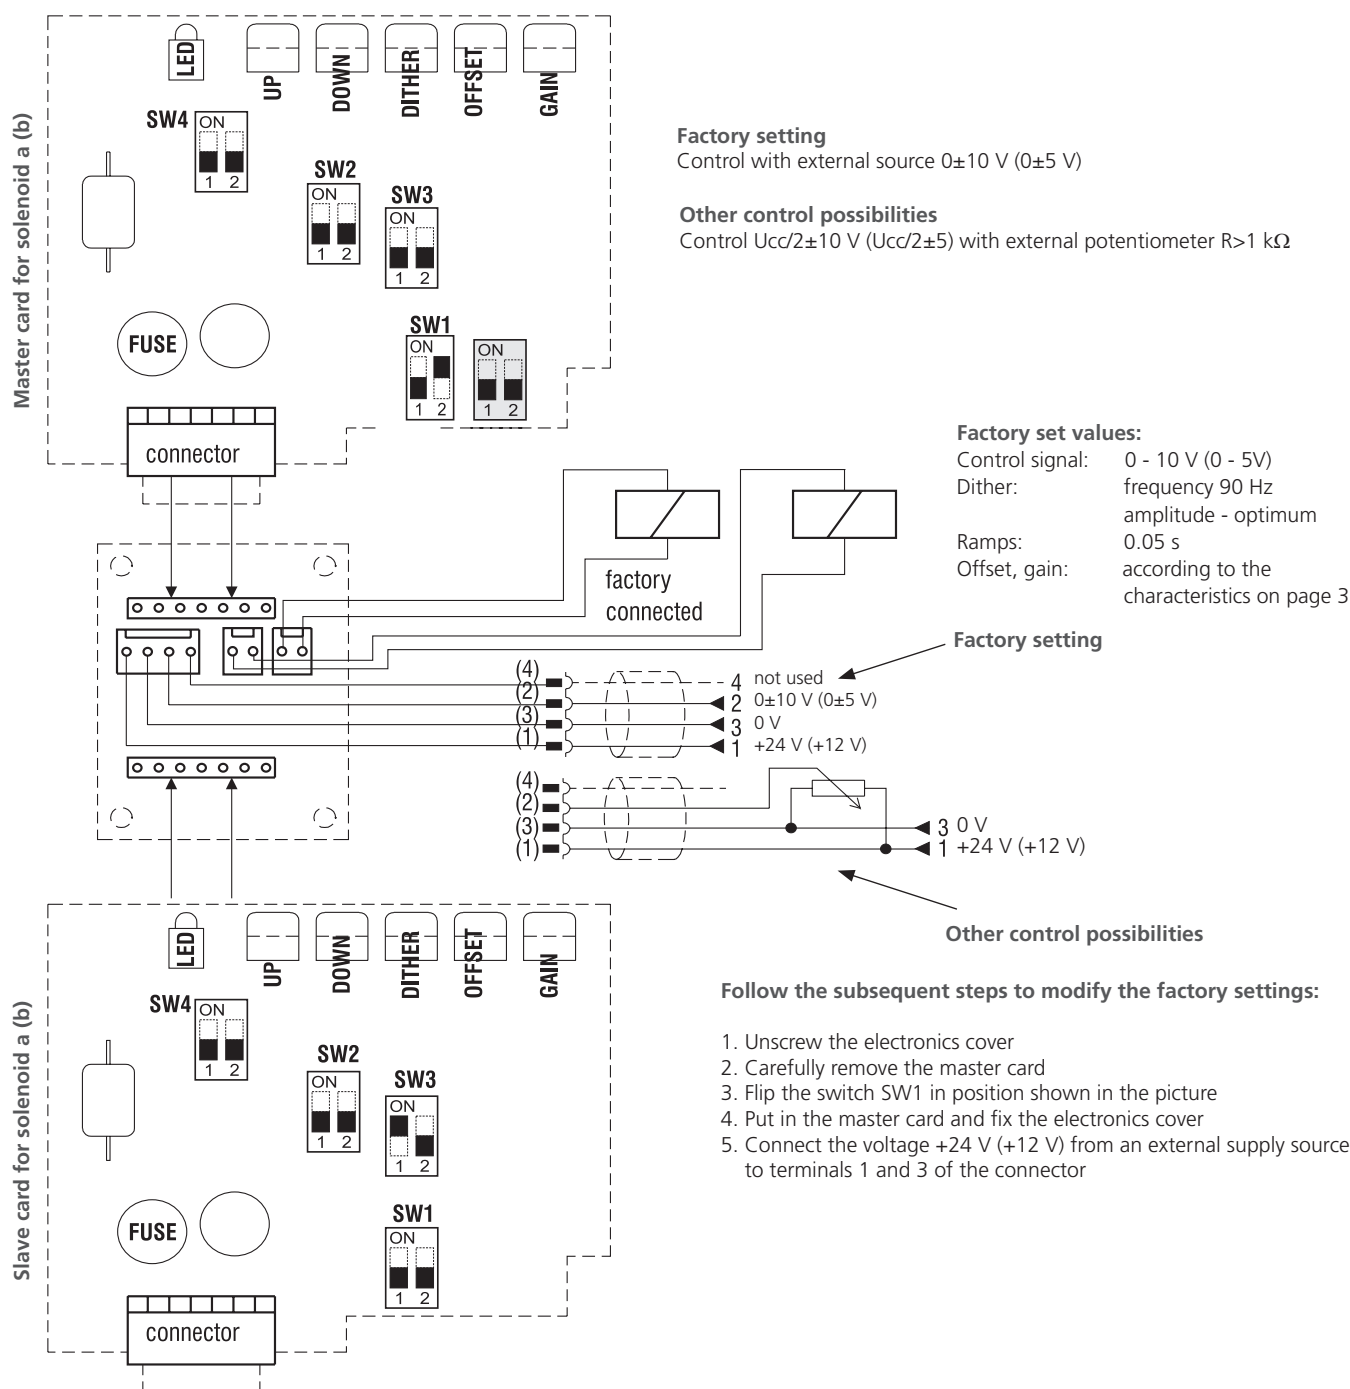 Master card for solenoid a (b)
LED
UP
DOWN
DITHER
OFFSET
GAIN
SW4
ON
1 2
SW2
ON
1 2
SW3
ON
1 2
FUSE
SW1
ON
1 2
ON
1 2
connector
Factory setting
Control with external source 0±10 V (0±5 V)
Other control possibilities
Control Ucc/2±10 V (Ucc/2±5) with external potentiometer R>1 kΩ
Factory set values:
Control signal: 0 - 10 V (0 - 5V)
Dither: frequency 90 Hz
amplitude - optimum
Ramps: 0.05 s
Offset, gain: according to the
characteristics on page 3
factory
connected
Factory setting
(4) 4 not used
(2) 2 0±10 V (0±5 V)
(3) 3 0 V
(1) 1 +24 V (+12 V)
(4)
(2)
(3) 3 0 V
(1) 1 +24 V (+12 V)
Other control possibilities
Slave card for solenoid a (b)
LED
UP
DOWN
DITHER
OFFSET
GAIN
SW4
ON
1 2
SW2
ON
1 2
SW3
ON
1 2
FUSE
SW1
ON
1 2
connector
Follow the subsequent steps to modify the factory settings:
1. Unscrew the electronics cover
2. Carefully remove the master card
3. Flip the switch SW1 in position shown in the picture
4. Put in the master card and fix the electronics cover
5. Connect the voltage +24 V (+12 V) from an external supply source
to terminals 1 and 3 of the connector